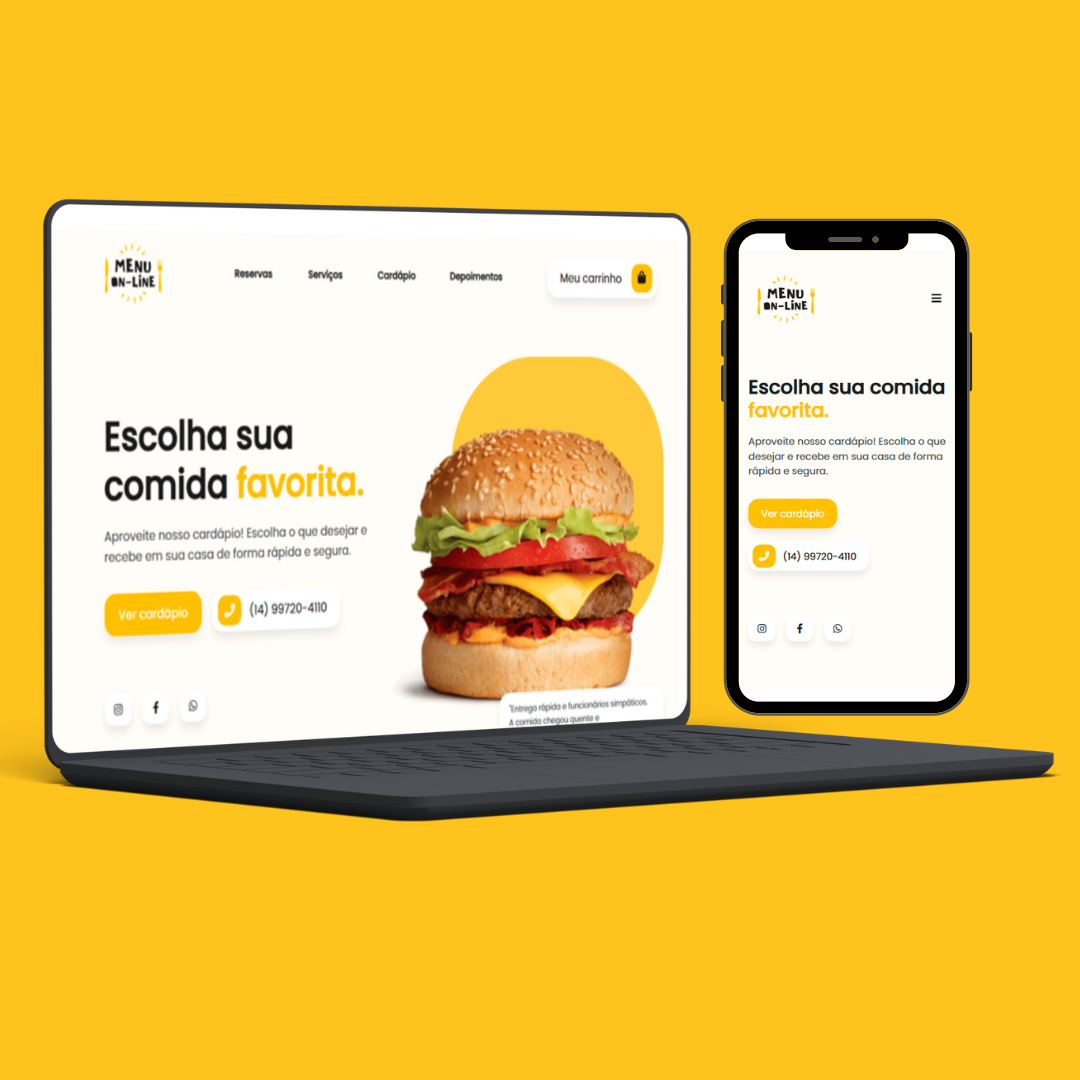 MENU
ON-LINE
Reservas Serviços Cardápio Depoimentos Meu carrinho
Escolha sua
comida favorita.
Aproveite nosso cardápio! Escolha o que desejar e
recebe em sua casa de forma rápida e segura.
Ver cardápio (14) 99720-4110
"Entrega rápida e funcionários simpáticos.
A comida chegou quente e
MENU
ON-LINE
Escolha sua comida
favorita.
Aproveite nosso cardápio! Escolha o que
desejar e recebe em sua casa de forma
rápida e segura.
Ver cardápio
(14) 99720-4110